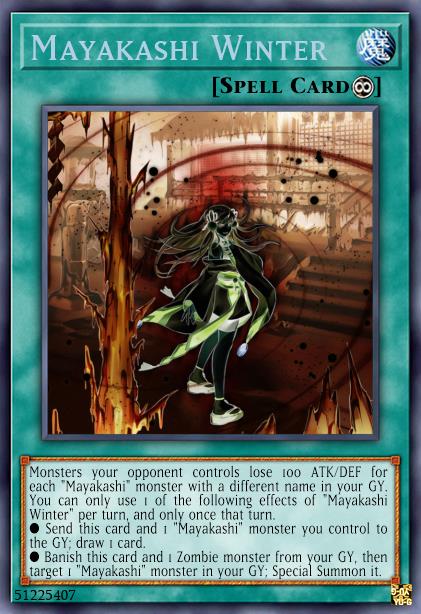 Mayakashi Winter
魔
[Spell Card]
Monsters your opponent controls lose 100 ATK/DEF for
each "Mayakashi" monster with a different name in your GY.
You can only use 1 of the following effects of "Mayakashi
Winter" per turn, and only once that turn.
● Send this card and 1 "Mayakashi" monster you control to
the GY; draw 1 card.
● Banish this card and 1 Zombie monster from your GY, then
target 1 "Mayakashi" monster in your GY; Special Summon it.
51225407